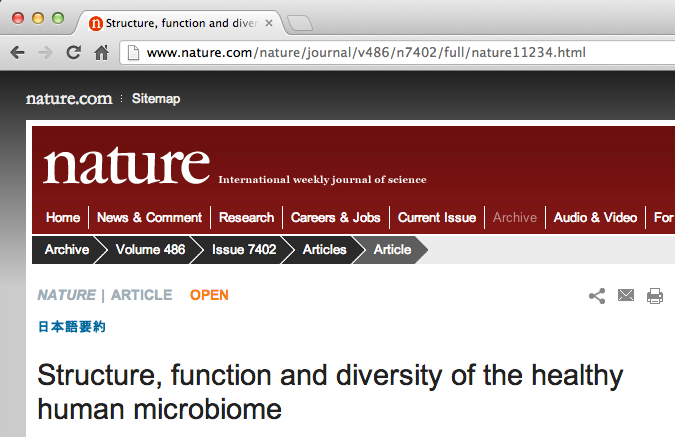 Structure, function and diver
www.nature.com/nature/journal/v486/n7402/full/nature11234.html
nature.com Sitemap
nature International weekly journal of science
Home News & Comment Research Careers & Jobs Current Issue Archive Audio & Video For
Archive Volume 486 Issue 7402 Articles Article
NATURE | ARTICLE OPEN
日本語要約
Structure, function and diversity of the healthy
human microbiome